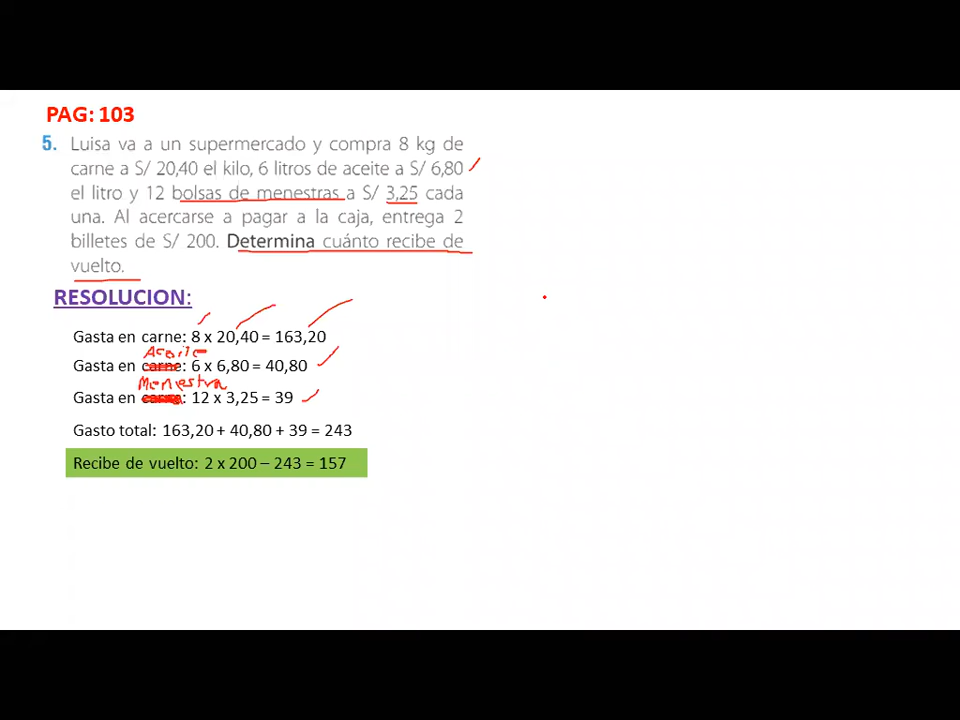 PAG: 103
5. Luisa va a un supermercado y compra 8 kg de
carne a S/ 20,40 el kilo, 6 litros de aceite a S/ 6,80
el litro y 12 bolsas de menestras a S/ 3,25 cada
una. Al acercarse a pagar a la caja, entrega 2
billetes de S/ 200. Determina cuánto recibe de
vuelto.
RESOLUCION:
Gasta en carne: 8 x 20,40 = 163,20
Aceite
Gasta en carne: 6 x 6,80 = 40,80
Menestra
Gasta en carna: 12 x 3,25 = 39
Gasto total: 163,20 + 40,80 + 39 = 243
Recibe de vuelto: 2 x 200 – 243 = 157